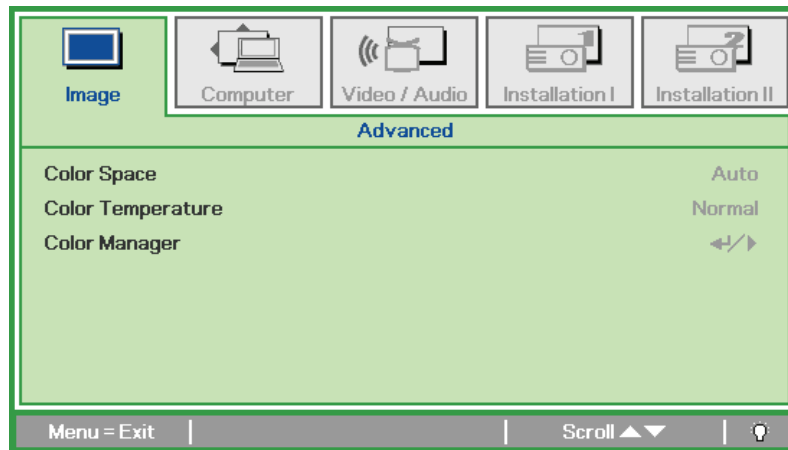 Image Computer Video / Audio Installation I Installation II
Advanced
Color Space Auto
Color Temperature Normal
Color Manager
Menu = Exit Scroll